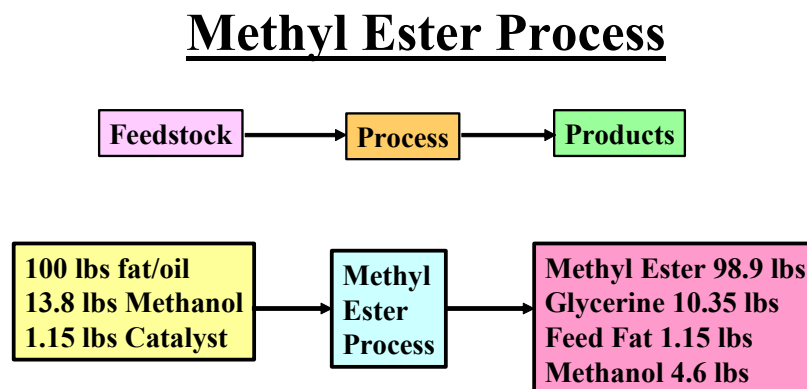 Methyl Ester Process
Feedstock
Process
Products
100 lbs fat/oil
13.8 lbs Methanol
1.15 lbs Catalyst
Methyl
Ester
Process
Methyl Ester 98.9 lbs
Glycerine 10.35 lbs
Feed Fat 1.15 lbs
Methanol 4.6 lbs